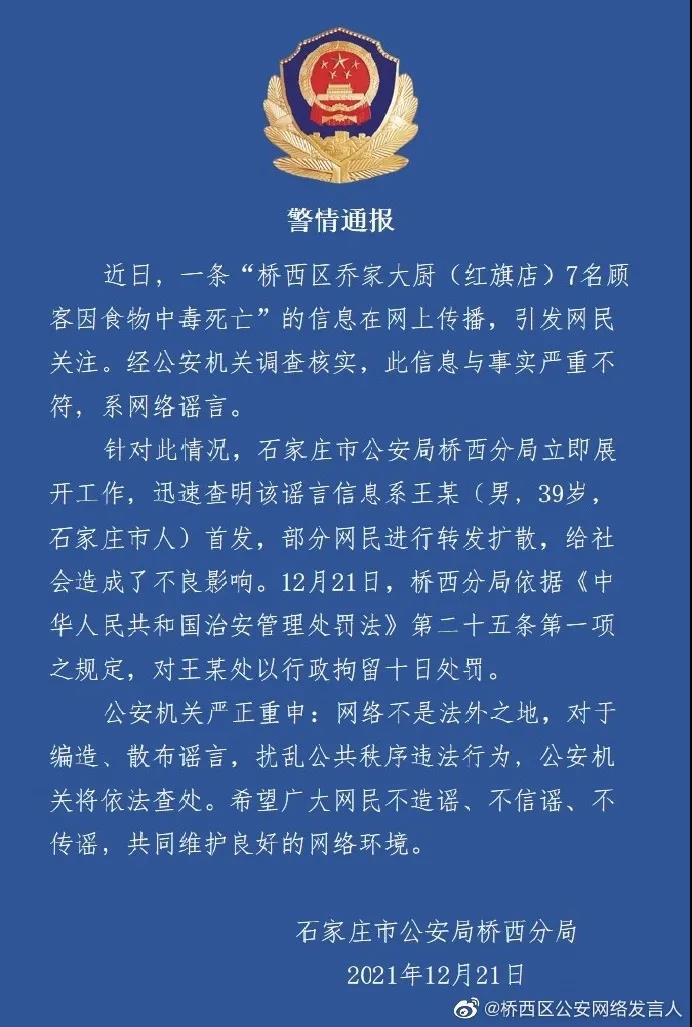 警情通报
近日，一条“桥西区乔家大厨（红旗店）7名顾
客因食物中毒死亡”的信息在网上传播，引发网民
关注。经公安机关调查核实，此信息与事实严重不
符，系网络谣言。
针对此情况，石家庄市公安局桥西分局立即展
开工作，迅速查明该谣言信息系王某（男，39岁，
石家庄市人）首发，部分网民进行转发扩散，给社
会造成了不良影响。12月21日，桥西分局依据《中
华人民共和国治安管理处罚法》第二十五条第一项
之规定，对王某处以行政拘留十日处罚。
公安机关严正重申：网络不是法外之地，对于
编造、散布谣言，扰乱公共秩序违法行为，公安机
关将依法查处。希望广大网民不造谣、不信谣、不
传谣，共同维护良好的网络环境。
石家庄市公安局桥西分局
2021年12月21日
@桥西区公安网络发言人